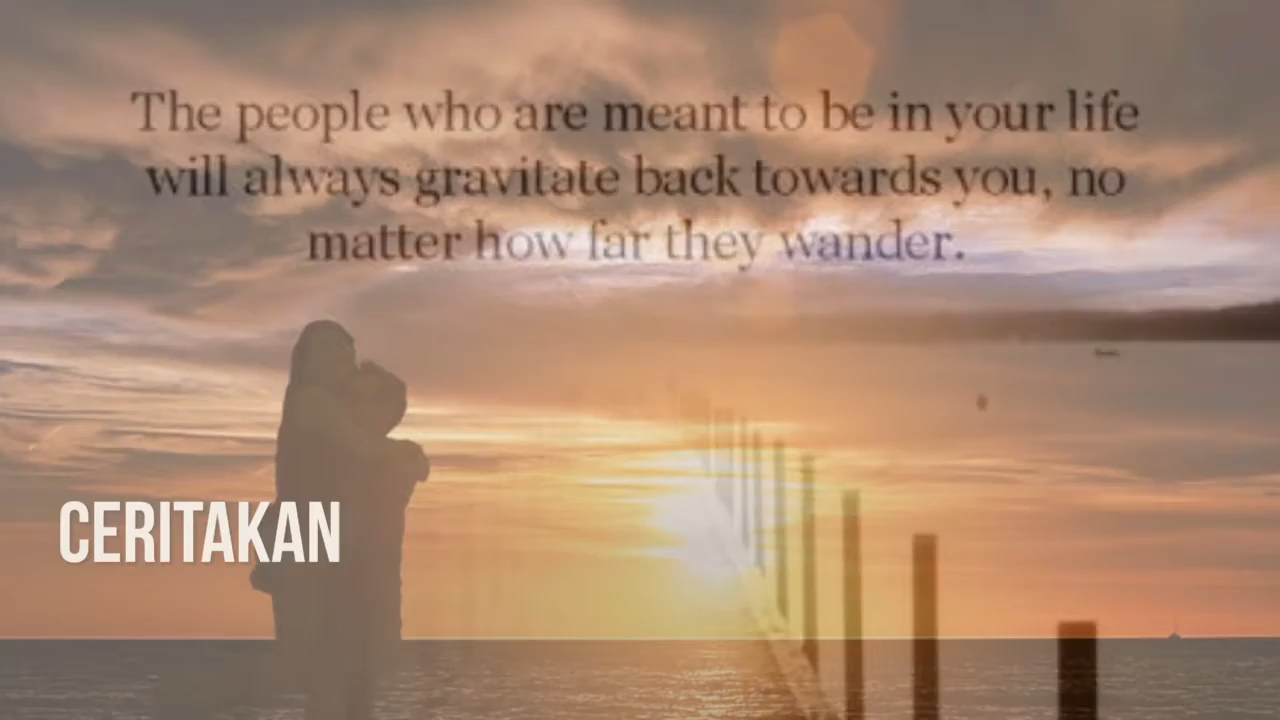 The people who are meant to be in your life
will always gravitate back towards you, no
matter how far they wander.
CERITAKAN